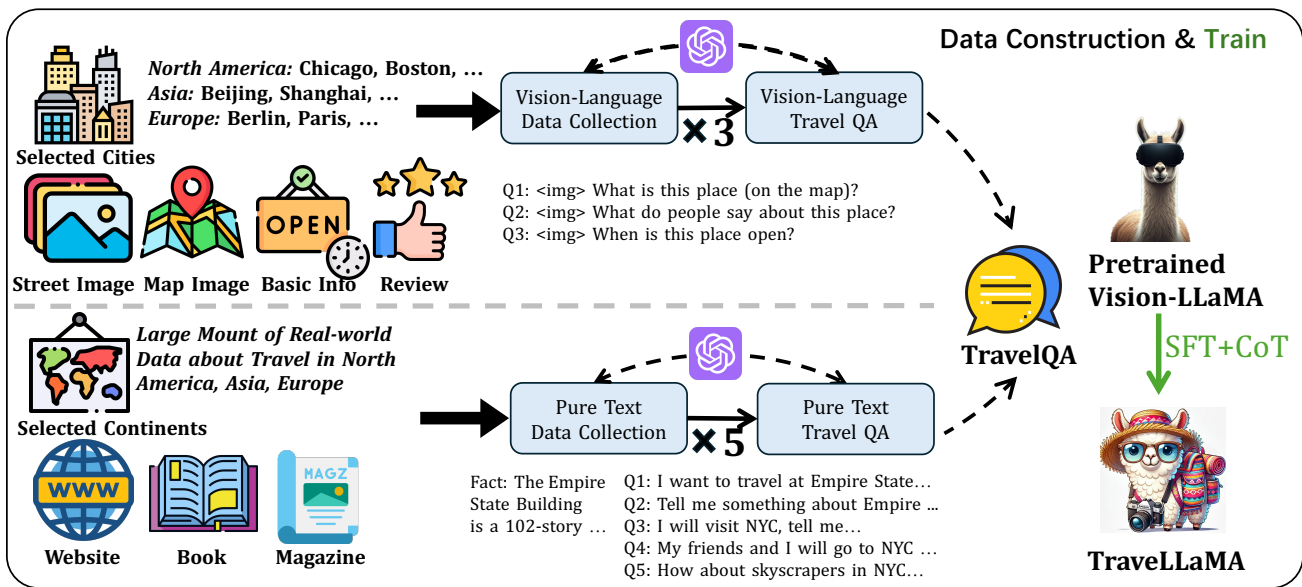 Data Construction & Train
North America: Chicago, Boston, ...
Asia: Beijing, Shanghai, ...
Europe: Berlin, Paris, ...
Selected Cities
Vision-Language
Data Collection
×3
Vision-Language
Travel QA
OPEN
Street Image
Map Image
Basic Info
Review
Q1: <img> What is this place (on the map)?
Q2: <img> What do people say about this place?
Q3: <img> When is this place open?
TravelQA
Pretrained
Vision-LLaMA
SFT+CoT
TraveLLaMA
Large Mount of Real-world
Data about Travel in North
America, Asia, Europe
Selected Continents
Pure Text
Data Collection
×5
Pure Text
Travel QA
WWW
MAGZ
Website
Book
Magazine
Fact: The Empire
State Building
is a 102-story ...
Q1: I want to travel at Empire State...
Q2: Tell me something about Empire ...
Q3: I will visit NYC, tell me...
Q4: My friends and I will go to NYC ...
Q5: How about skyscrapers in NYC...